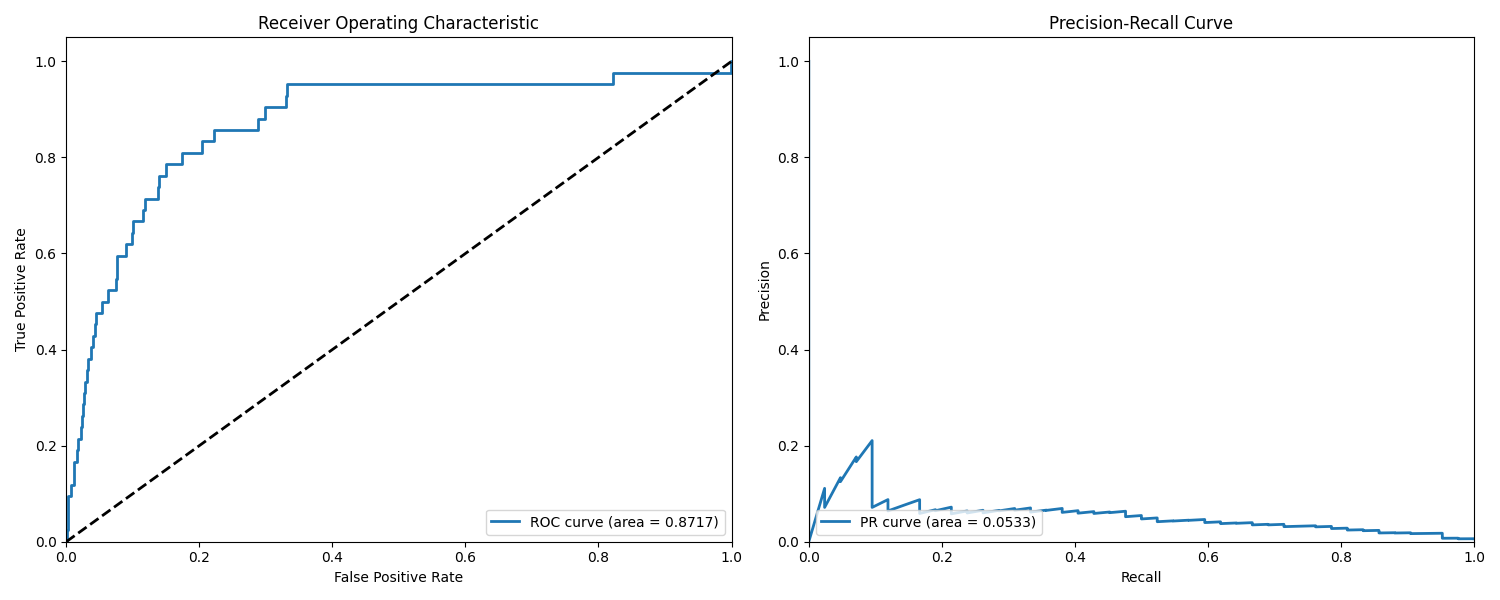 Receiver Operating Characteristic
1.0
0.8
0.6
0.4
0.2
0.0
True Positive Rate
0.0 0.2 0.4 0.6 0.8 1.0
False Positive Rate
ROC curve (area = 0.8717)
Precision-Recall Curve
1.0
0.8
0.6
0.4
0.2
0.0
Precision
0.0 0.2 0.4 0.6 0.8 1.0
Recall
PR curve (area = 0.0533)